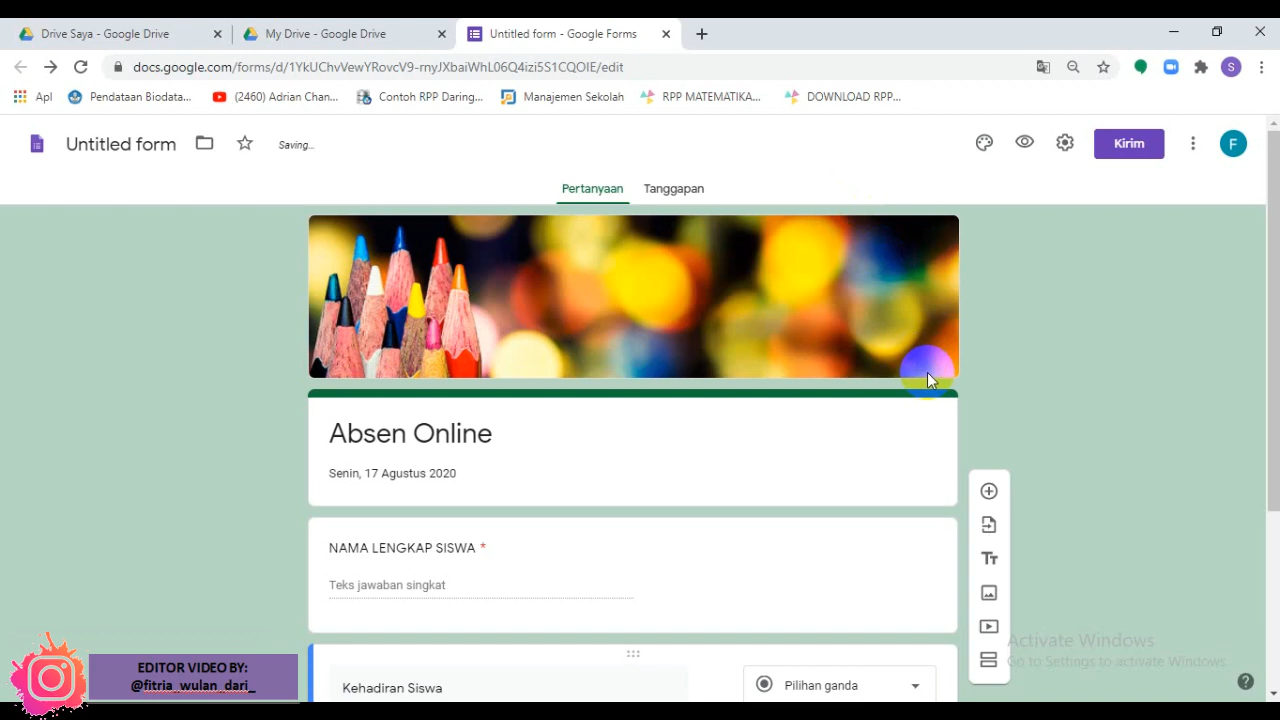 Drive Saya - Google Drive
My Drive - Google Drive
Untitled form - Google Forms
docs.google.com/forms/d/1YkUChvVewYRovcV9-rnyJXbaiWhL06Q4izi5S1CQOIE/edit
S
Apl
Pendataan Biodata...
(2460) Adrian Chan...
Contoh RPP Daring...
Manajemen Sekolah
RPP MATEMATIKA...
DOWNLOAD RPP...
Untitled form
Saving...
Kirim
F
Pertanyaan
Tanggapan
Absen Online
Senin, 17 Agustus 2020
NAMA LENGKAP SISWA *
Teks jawaban singkat
Kehadiran Siswa
Pilihan ganda
Activate Windows
Go to Settings to activate Windows.
EDITOR VIDEO BY:
@fitria_wulan_dari_